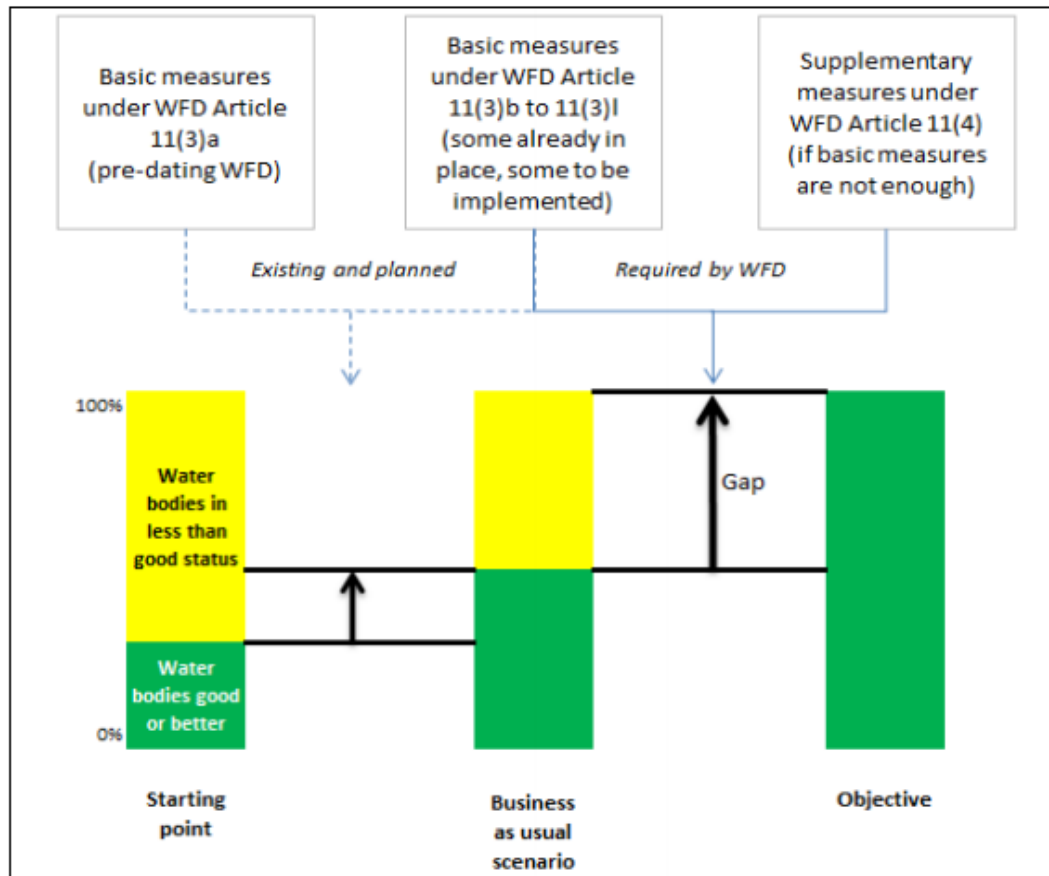 Basic measures
under WFD Article
11(3)a
(pre-dating WFD)
Basic measures
under WFD Article
11(3)b to 11(3)l
(some already in
place, some to be
implemented)
Supplementary
measures under
WFD Article 11(4)
(if basic measures
are not enough)
Existing and planned
Required by WFD
100%
Water
bodies in
less than
good status
Gap
Water
bodies good
or better
0%
Starting
point
Business
as usual
scenario
Objective